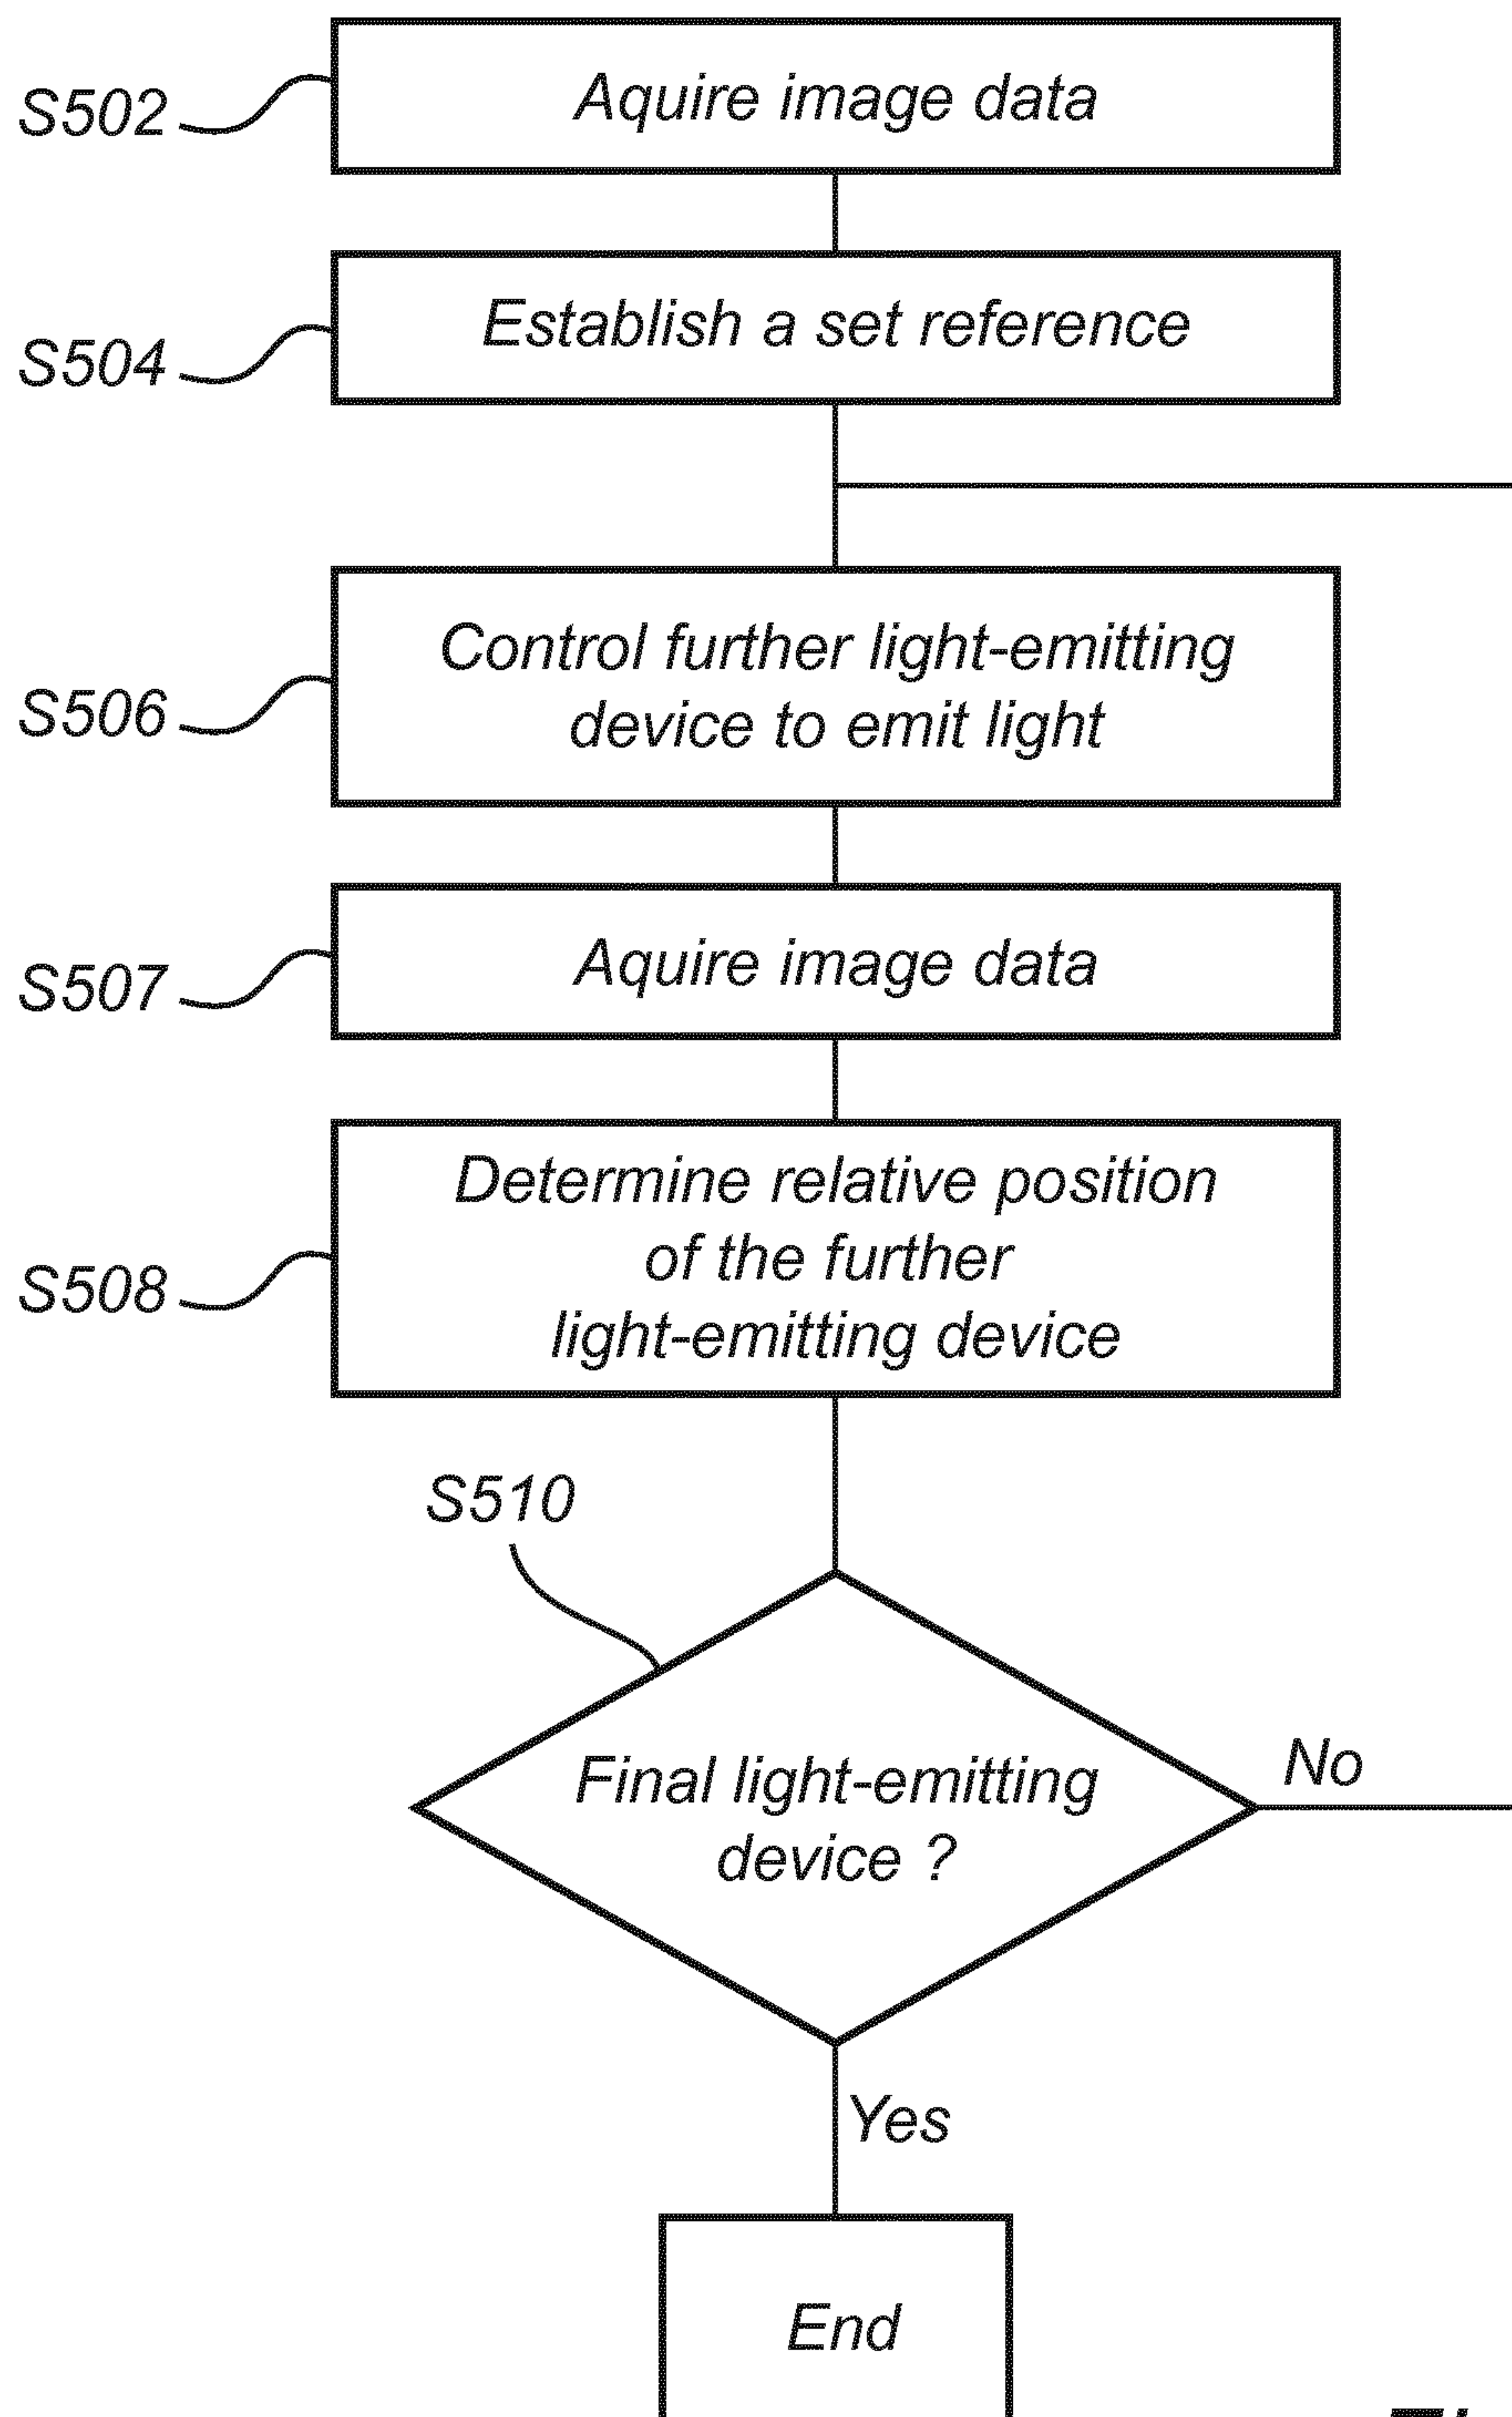 S502
Aquire image data
S504
Establish a set reference
S506
Control further light-emitting
device to emit light
S507
Aquire image data
S508
Determine relative position
of the further
light-emitting device
S510
Final light-emitting
device ?
No
Yes
End